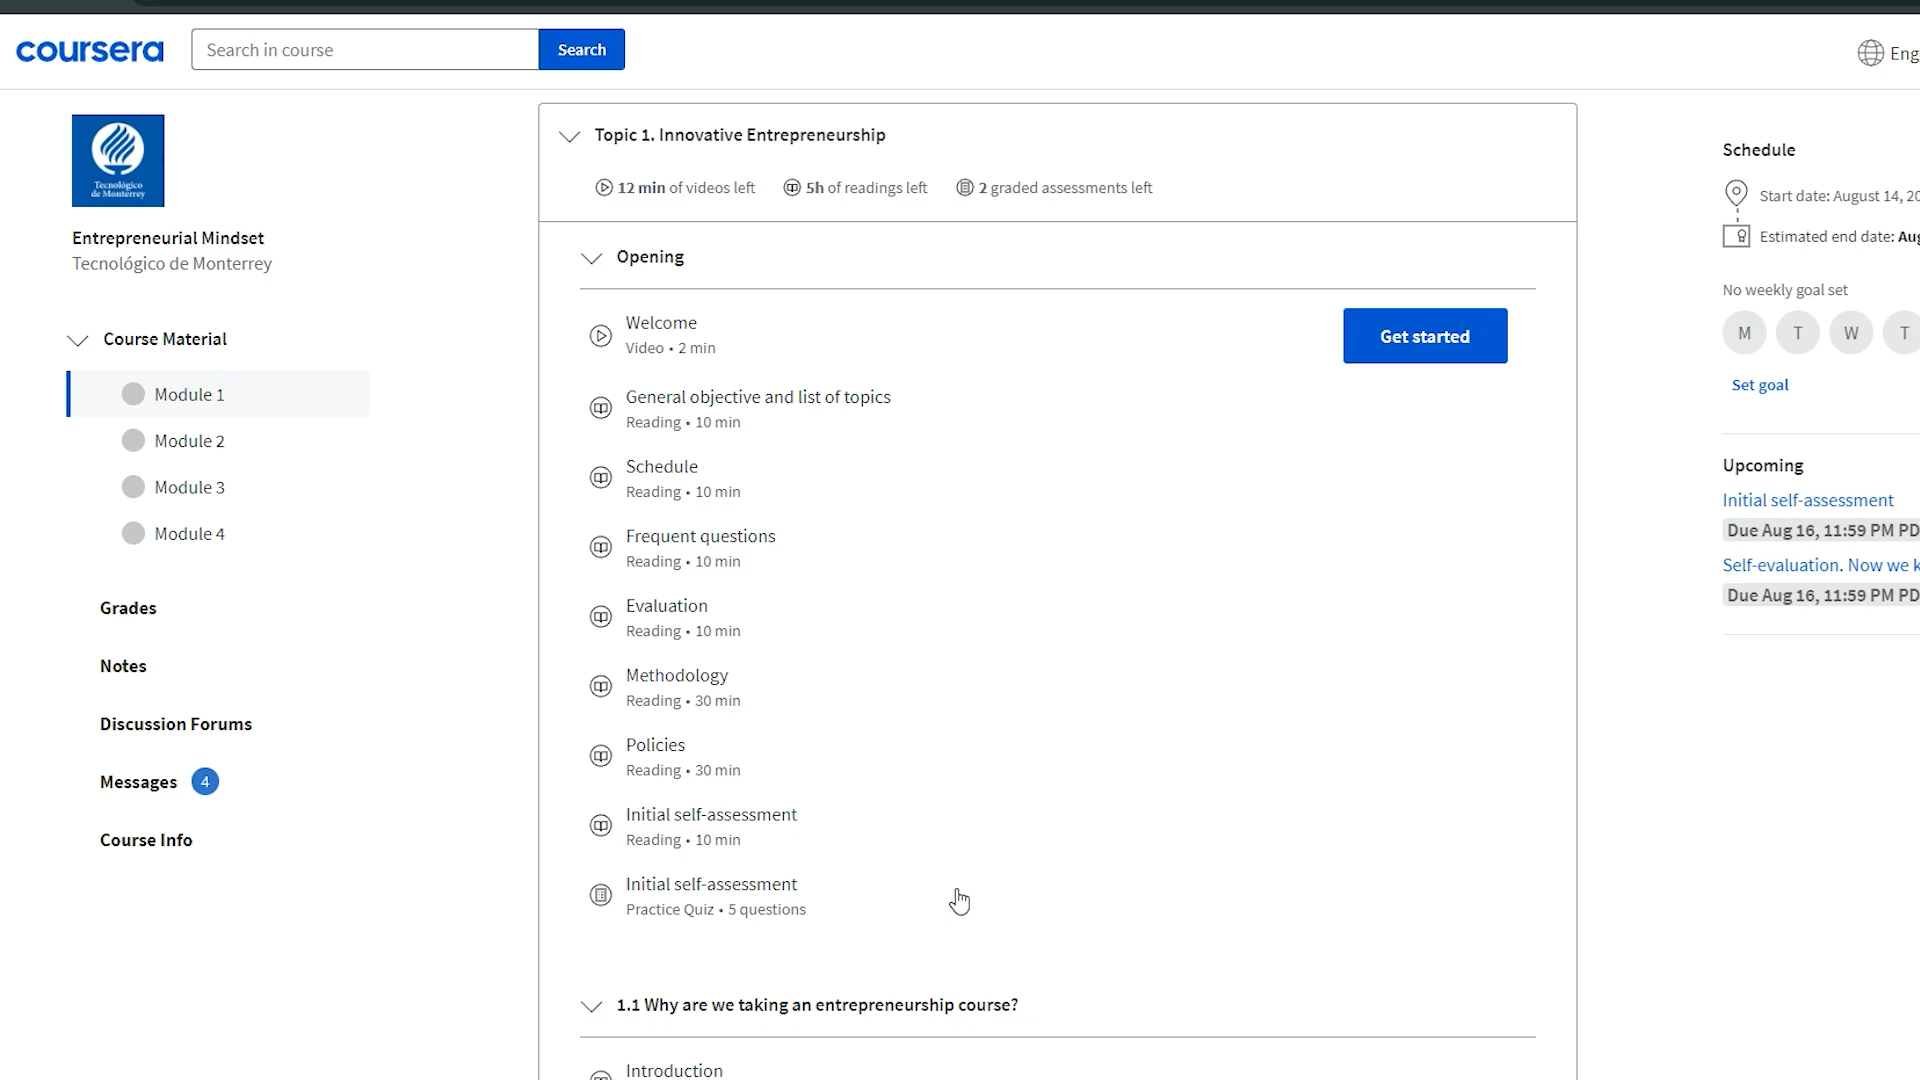 coursera
Search in course
Search
Eng
Tecnológico
de Monterrey
Entrepreneurial Mindset
Tecnológico de Monterrey
Course Material
Module 1
Module 2
Module 3
Module 4
Grades
Notes
Discussion Forums
Messages 4
Course Info
Topic 1. Innovative Entrepreneurship
12 min of videos left 5h of readings left 2 graded assessments left
Opening
Welcome
Video • 2 min
Get started
General objective and list of topics
Reading • 10 min
Schedule
Reading • 10 min
Frequent questions
Reading • 10 min
Evaluation
Reading • 10 min
Methodology
Reading • 30 min
Policies
Reading • 30 min
Initial self-assessment
Reading • 10 min
Initial self-assessment
Practice Quiz • 5 questions
1.1 Why are we taking an entrepreneurship course?
Introduction
Schedule
Start date: August 14, 20
Estimated end date: Aug
No weekly goal set
M T W T
Set goal
Upcoming
Initial self-assessment
Due Aug 16, 11:59 PM PD
Self-evaluation. Now we k
Due Aug 16, 11:59 PM PD